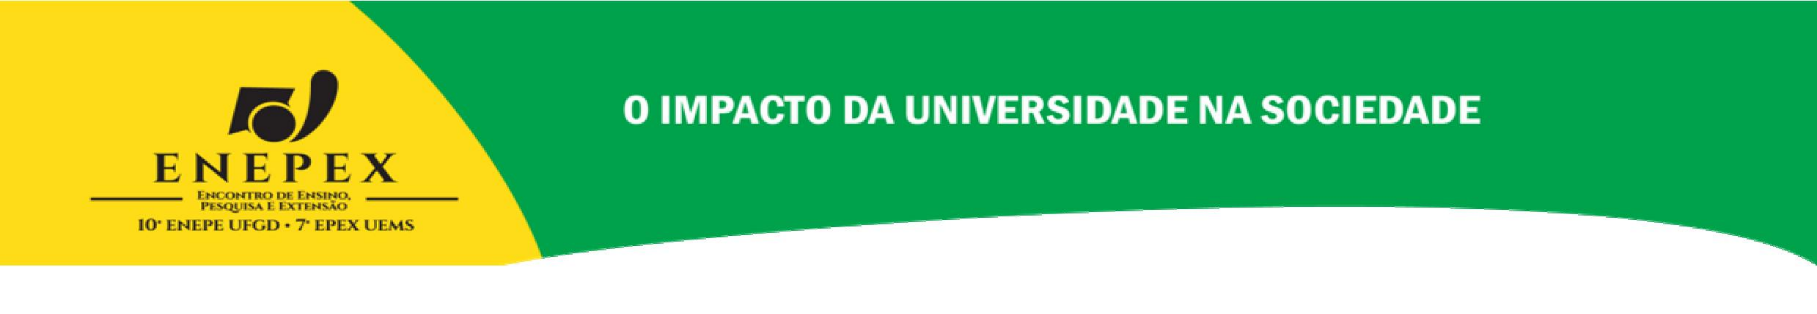 O IMPACTO DA UNIVERSIDADE NA SOCIEDADE
ENEPEX
ENCONTRO DE ENSINO,
PESQUISA E EXTENSÃO
10º ENEPE UFGD • 7º EPEX UEMS